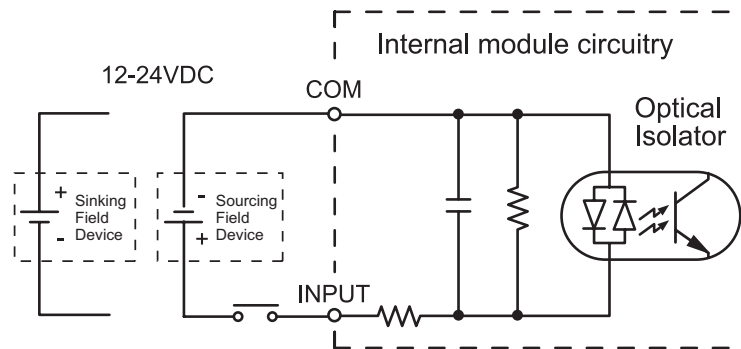 Internal module circuitry
12-24VDC
COM
Optical
Isolator
+
Sinking
Field
Device
-
-
Sourcing
Field
Device
+
INPUT